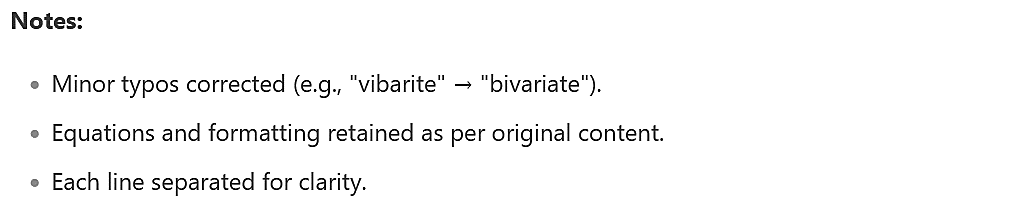 Notes:
• Minor typos corrected (e.g., "vibarite" → "bivariate").
• Equations and formatting retained as per original content.
• Each line separated for clarity.